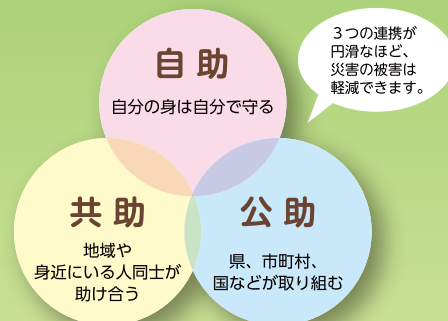 自助
自分の身は自分で守る
３つの連携が
円滑なほど、
災害の被害は
軽減できます。
共助
地域や
身近にいる人同士が
助け合う
公助
県、市町村、
国などが取り組む